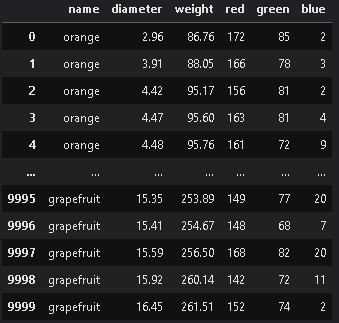 name diameter weight red green blue
0 orange 2.96 86.76 172 85 2
1 orange 3.91 88.05 166 78 3
2 orange 4.42 95.17 156 81 2
3 orange 4.47 95.60 163 81 4
4 orange 4.48 95.76 161 72 9
... ... ... ... ... ... ...
9995 grapefruit 15.35 253.89 149 77 20
9996 grapefruit 15.41 254.67 148 68 7
9997 grapefruit 15.59 256.50 168 82 20
9998 grapefruit 15.92 260.14 142 72 11
9999 grapefruit 16.45 261.51 152 74 2